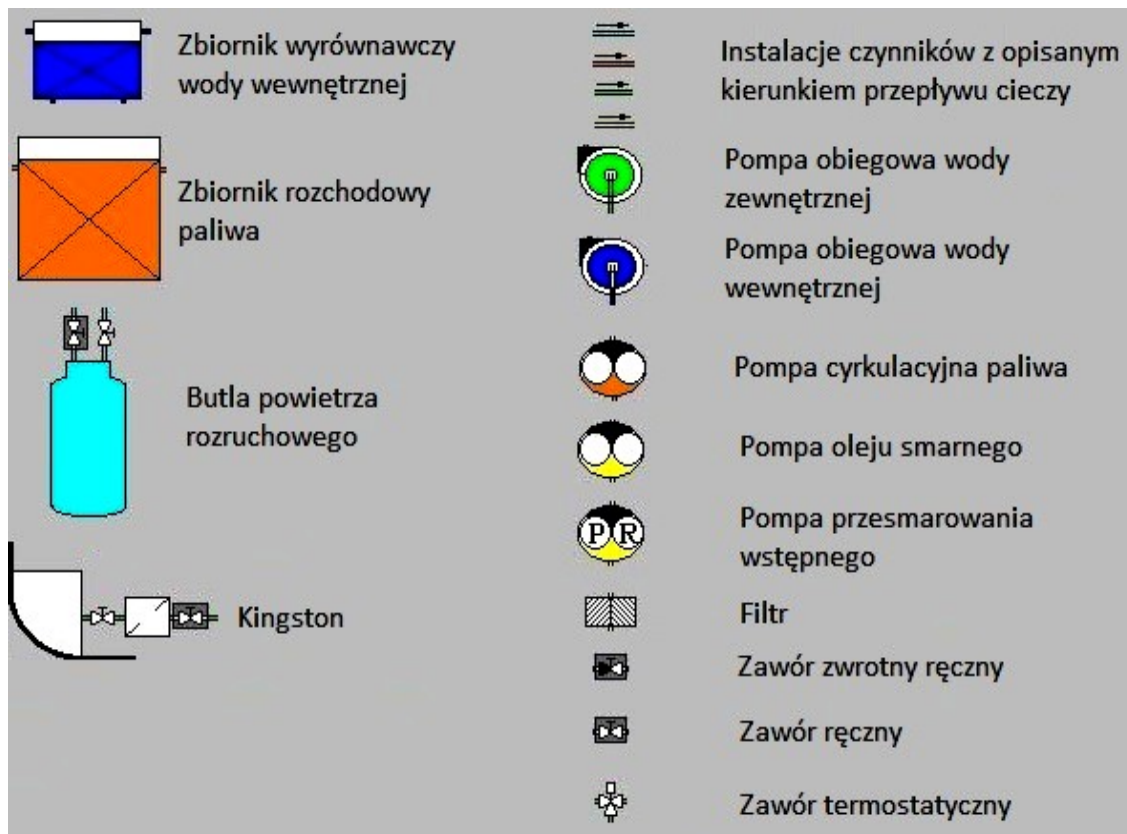 Zbiornik wyrównawczy
wody wewnętrznej
Zbiornik rozchodowy
paliwa
Butla powietrza
rozruchowego
Kingston
Instalacje czynników z opisanym
kierunkiem przepływu cieczy
Pompa obiegowa wody
zewnętrznej
Pompa obiegowa wody
wewnętrznej
Pompa cyrkulacyjna paliwa
Pompa oleju smarnego
PR
Pompa przesmarowania
wstępnego
Filtr
Zawór zwrotny ręczny
Zawór ręczny
Zawór termostatyczny